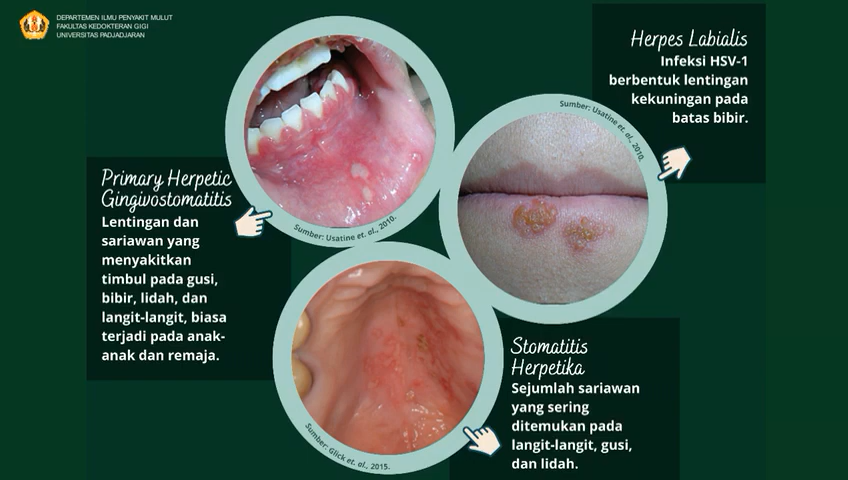 DEPARTEMEN ILMU PENYAKIT MULUT
FAKULTAS KEDOKTERAN GIGI
UNIVERSITAS PADJADJARAN
Herpes Labialis
Infeksi HSV-1
berbentuk lentingan
kekuningan pada
batas bibir.
Sumber: Usatine et. al., 2010.
Primary Herpetic
Gingivostomatitis
Lentingan dan
sariawan yang
menyakitkan
timbul pada gusi,
bibir, lidah, dan
langit-langit, biasa
terjadi pada anak-
anak dan remaja.
Sumber: Usatine et. al., 2010.
Stomatitis
Herpetika
Sejumlah sariawan
yang sering
ditemukan pada
langit-langit, gusi,
dan lidah.
Sumber: Glick et. al., 2015.